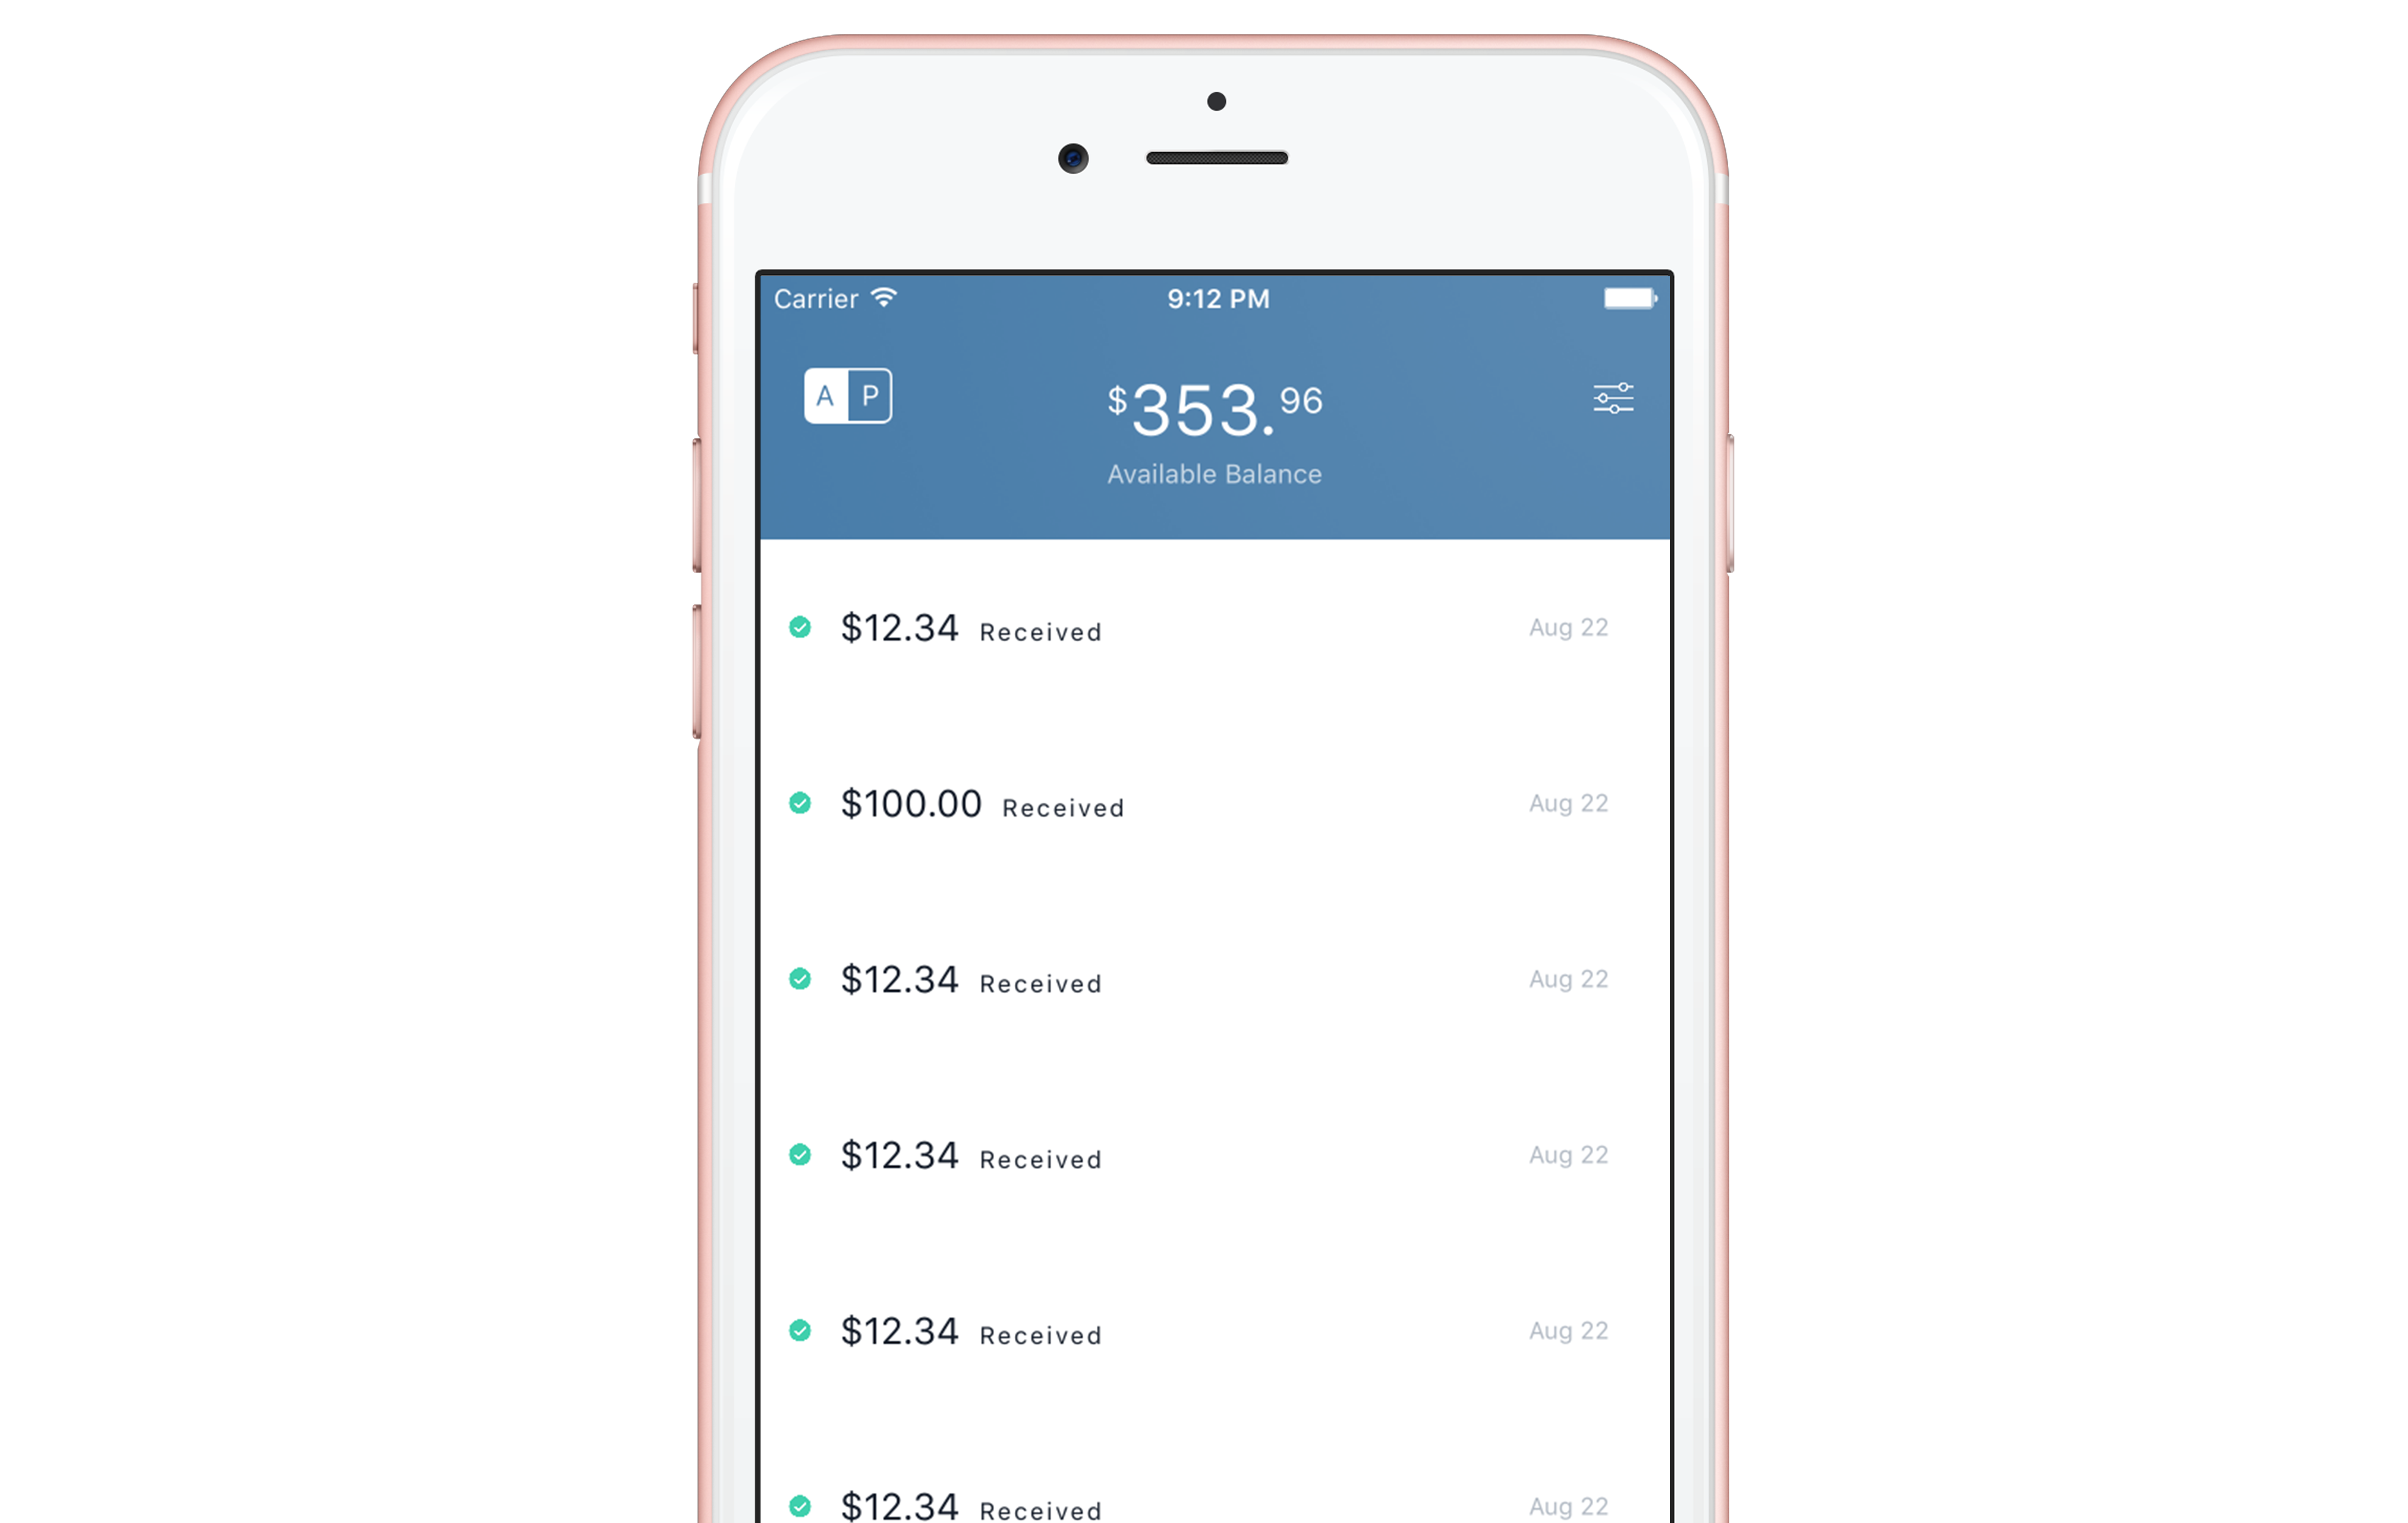 Carrier 9:12 PM
A P $353.96
Available Balance
$12.34 Received Aug 22
$100.00 Received Aug 22
$12.34 Received Aug 22
$12.34 Received Aug 22
$12.34 Received Aug 22
$12.34 Received Aug 22